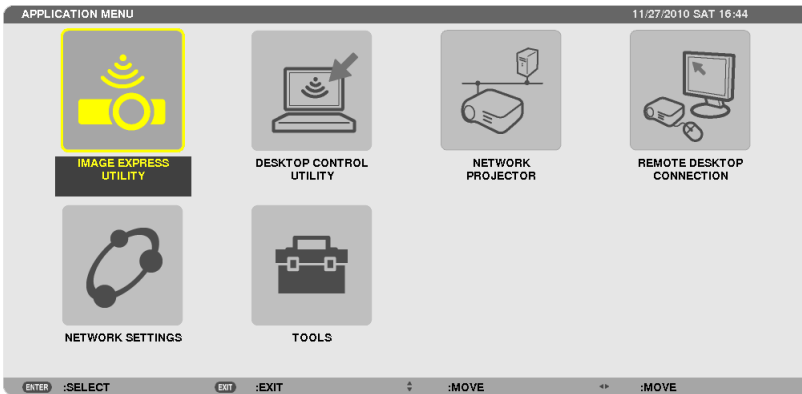 APPLICATION MENU 11/27/2010 SAT 16:44
IMAGE EXPRESS
UTILITY
DESKTOP CONTROL
UTILITY
NETWORK
PROJECTOR
REMOTE DESKTOP
CONNECTION
NETWORK SETTINGS
TOOLS
ENTER :SELECT EXIT :EXIT :MOVE :MOVE